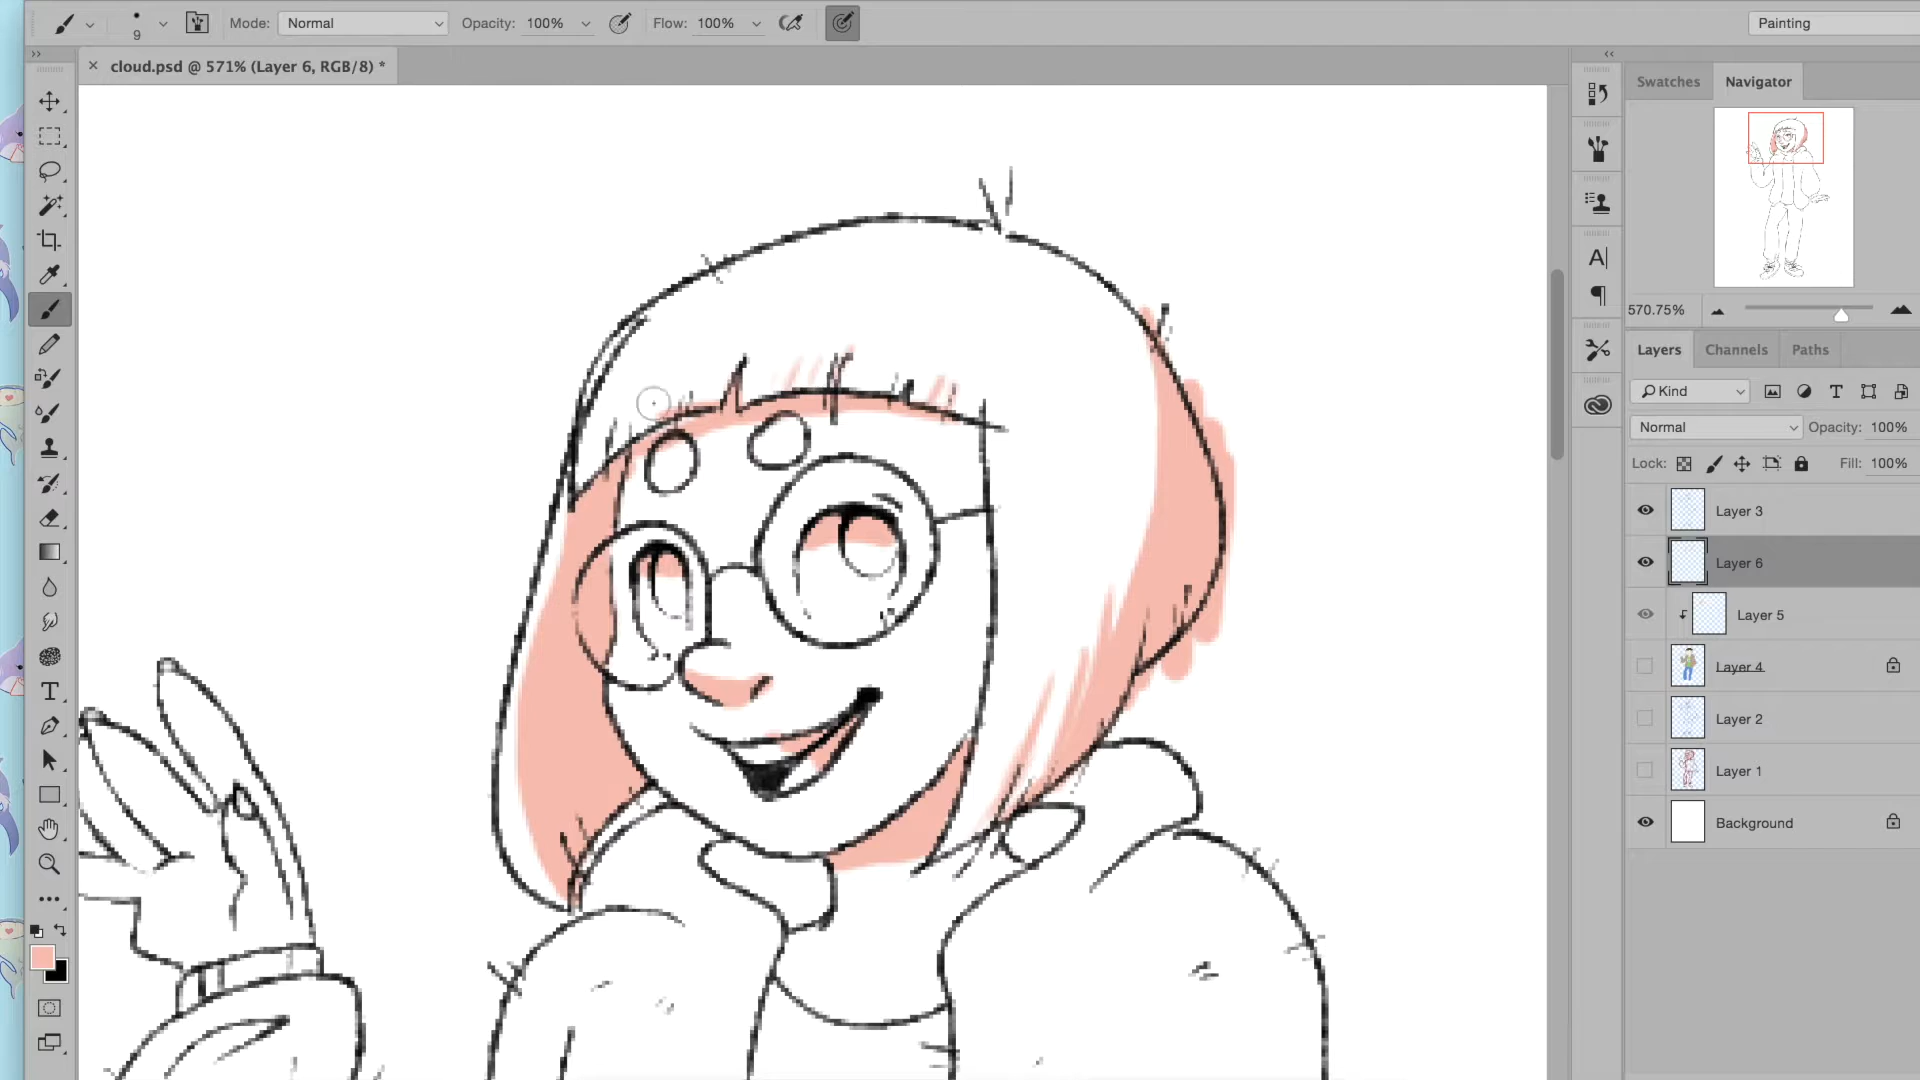 9
Mode: Normal
Opacity: 100%
Flow: 100%
Painting
cloud.psd @ 571% (Layer 6, RGB/8) *
Swatches
Navigator
570.75%
Layers
Channels
Paths
Kind
Normal
Opacity: 100%
Lock:
Fill: 100%
Layer 3
Layer 6
Layer 5
Layer 4
Layer 2
Layer 1
Background